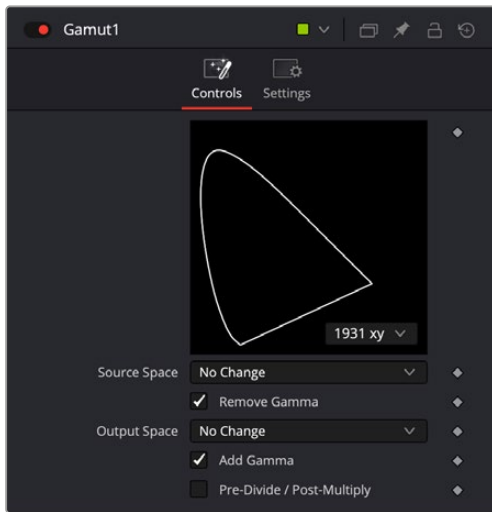 Gamut1
Controls Settings
1931 xy
Source Space No Change
Remove Gamma
Output Space No Change
Add Gamma
Pre-Divide / Post-Multiply